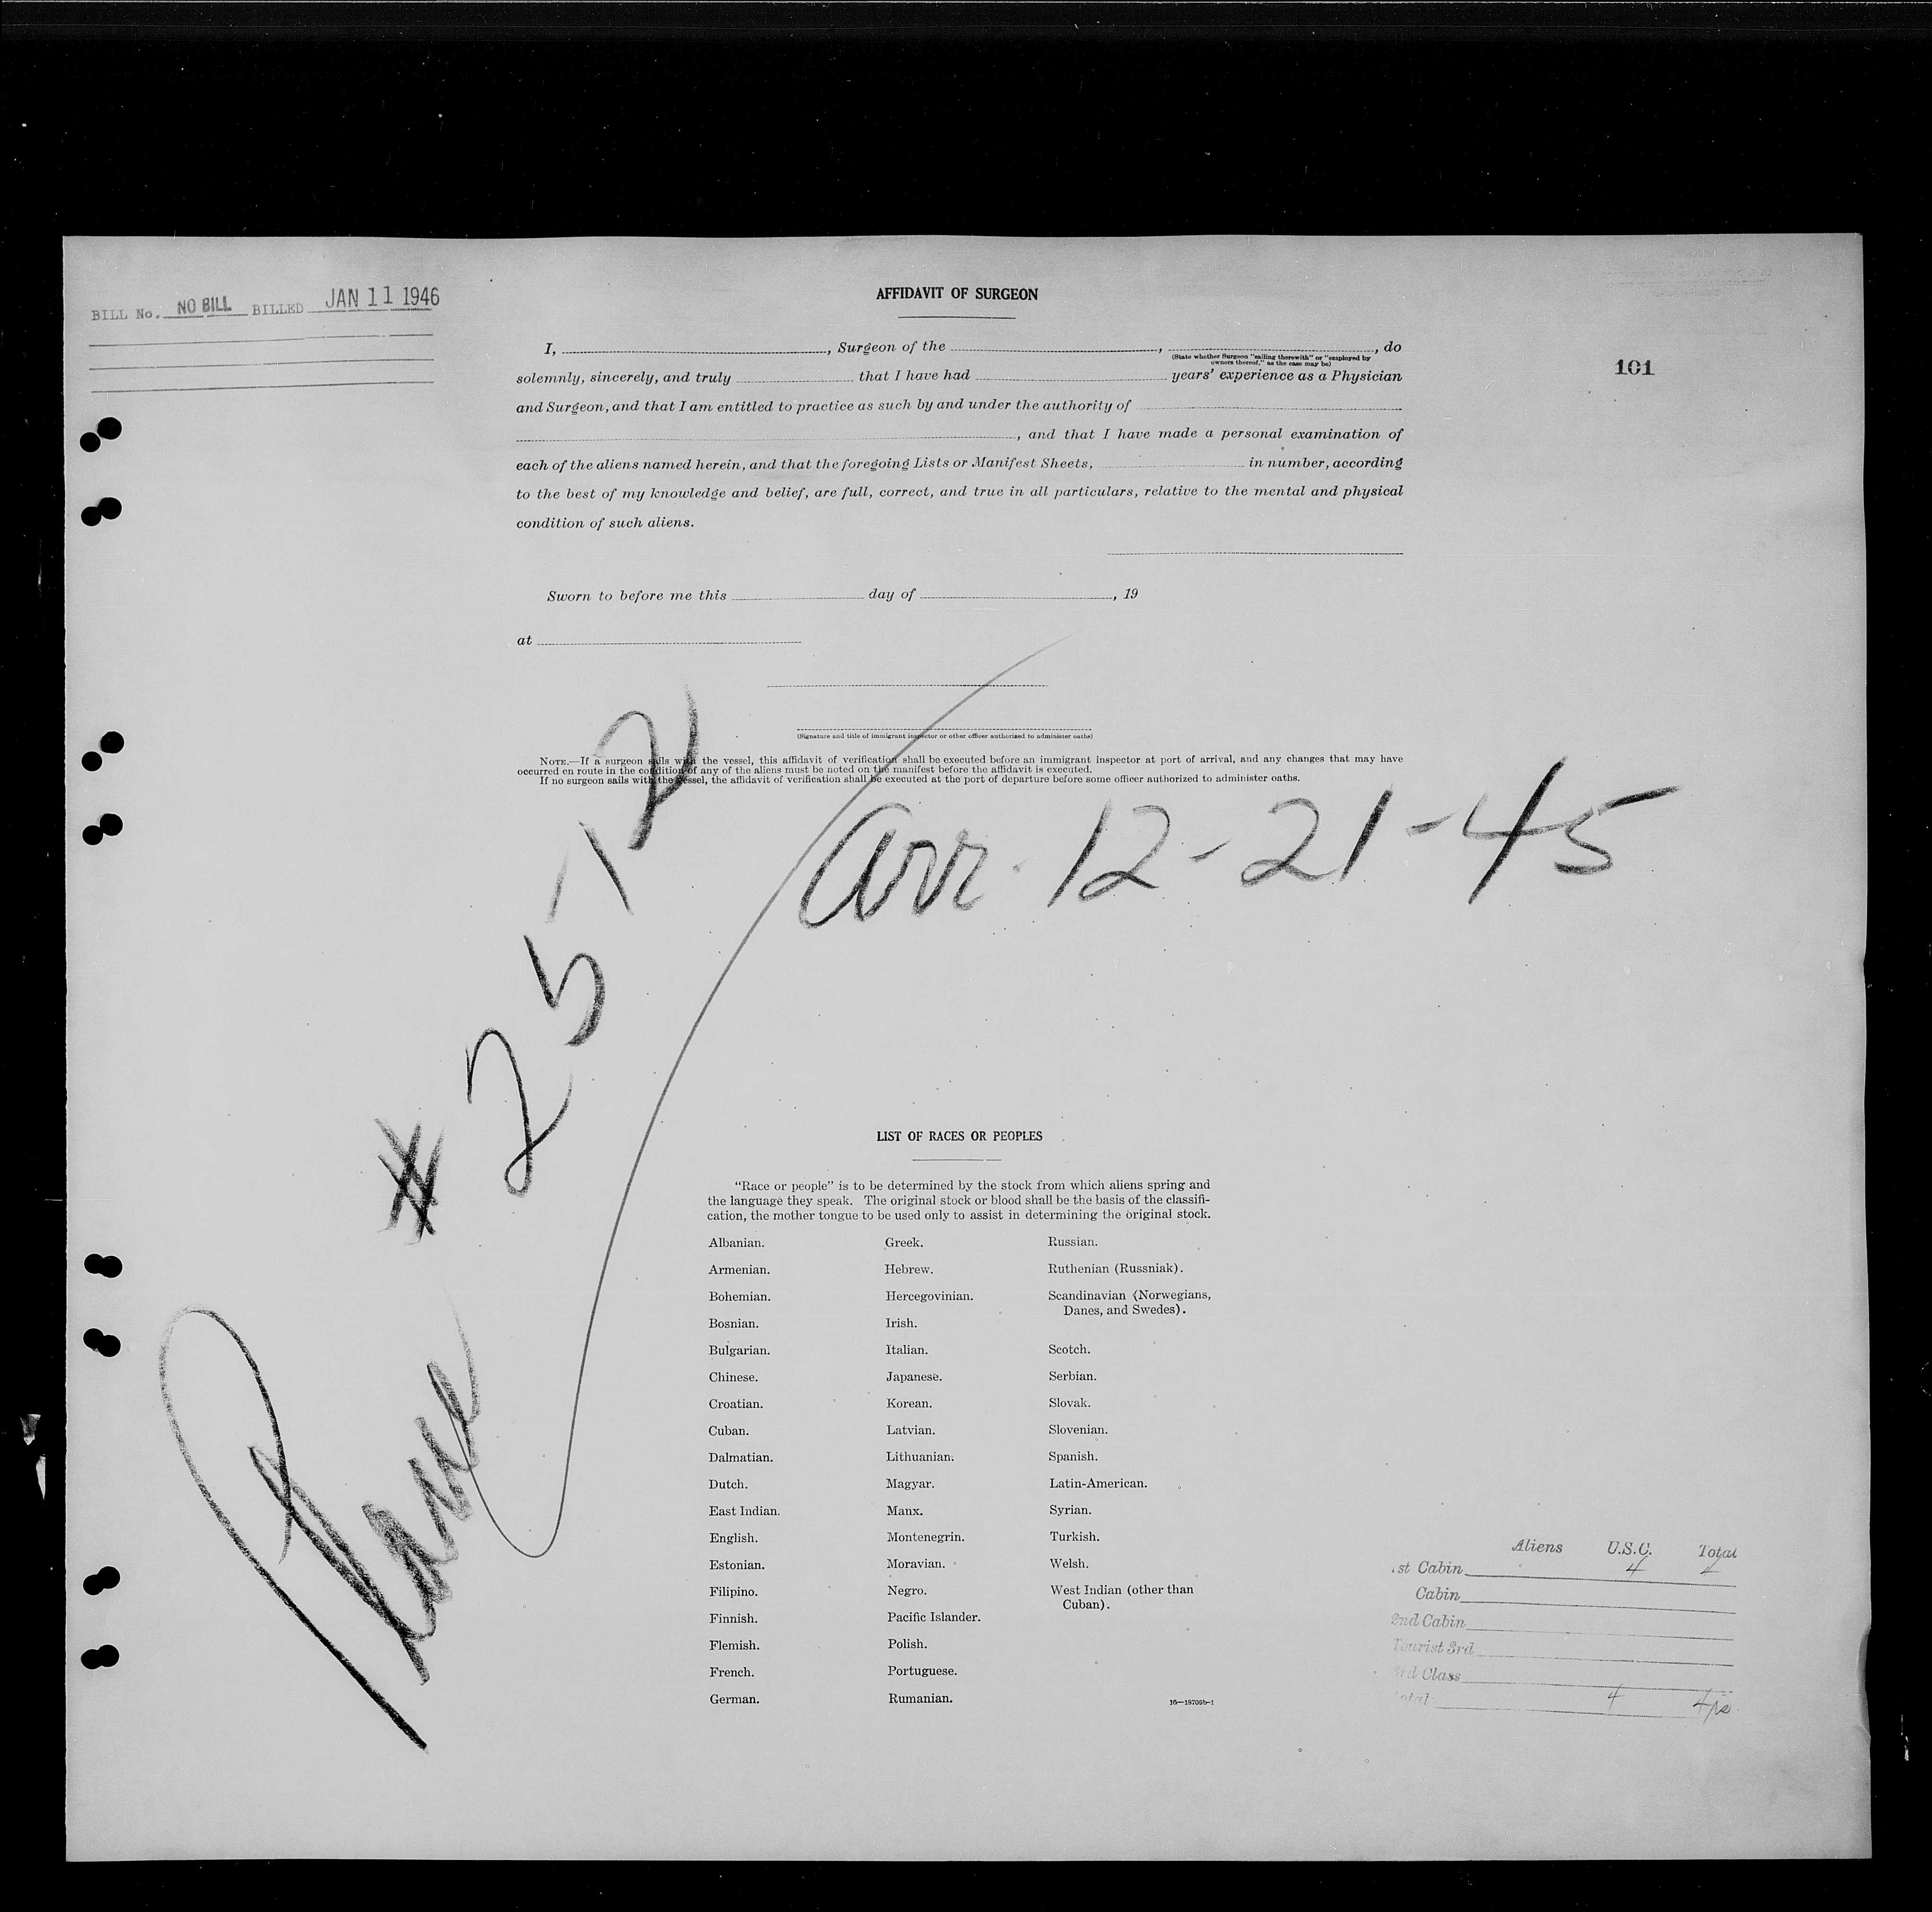 BILL No. NO BILL BILLED JAN 11 1946
AFFIDAVIT OF SURGEON
101
I, , Surgeon of the , , do
(State whether Surgeon "sailing therewith" or "employed by
owners thereof," as the case may be)
solemnly, sincerely, and truly that I have had years' experience as a Physician
and Surgeon, and that I am entitled to practice as such by and under the authority of
, and that I have made a personal examination of
each of the aliens named herein, and that the foregoing Lists or Manifest Sheets, in number, according
to the best of my knowledge and belief, are full, correct, and true in all particulars, relative to the mental and physical
condition of such aliens.
Sworn to before me this day of , 19
at
(Signature and title of immigrant inspector or other officer authorized to administer oaths)
NOTE.—If a surgeon sails with the vessel, this affidavit of verification shall be executed before an immigrant inspector at port of arrival, and any changes that may have
occurred en route in the condition of any of the aliens must be noted on the manifest before the affidavit is executed.
If no surgeon sails with the vessel, the affidavit of verification shall be executed at the port of departure before some officer authorized to administer oaths.
Plane # 2512
Arr. 12-21-45
LIST OF RACES OR PEOPLES
"Race or people" is to be determined by the stock from which aliens spring and
the language they speak. The original stock or blood shall be the basis of the classifi-
cation, the mother tongue to be used only to assist in determining the original stock.
Albanian.
Armenian.
Bohemian.
Bosnian.
Bulgarian.
Chinese.
Croatian.
Cuban.
Dalmatian.
Dutch.
East Indian.
English.
Estonian.
Filipino.
Finnish.
Flemish.
French.
German.
Greek.
Hebrew.
Hercegovinian.
Irish.
Italian.
Japanese.
Korean.
Latvian.
Lithuanian.
Magyar.
Manx.
Montenegrin.
Moravian.
Negro.
Pacific Islander.
Polish.
Portuguese.
Rumanian.
Russian.
Ruthenian (Russniak).
Scandinavian (Norwegians,
Danes, and Swedes).
Scotch.
Serbian.
Slovak.
Slovenian.
Spanish.
Latin-American.
Syrian.
Turkish.
Welsh.
West Indian (other than
Cuban).
16—18709b-1
Aliens U.S.C. Total
st Cabin 4 4
Cabin
2nd Cabin
Tourist 3rd
3rd Class
Total 4 4